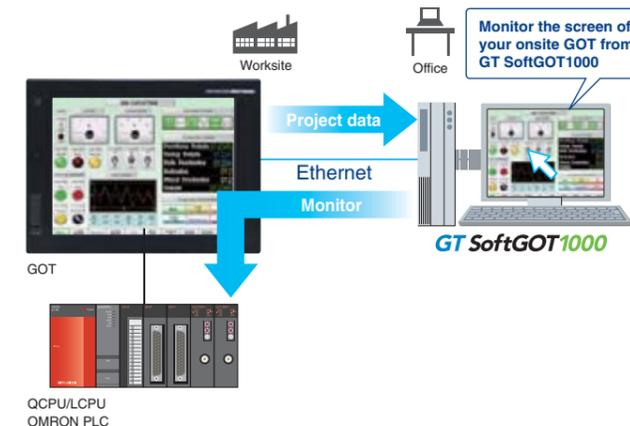 Worksite
Office
Monitor the screen of
your onsite GOT from
GT SoftGOT1000
Project data
Ethernet
Monitor
GT SoftGOT1000
GOT
QCPU/LCPU
OMRON PLC